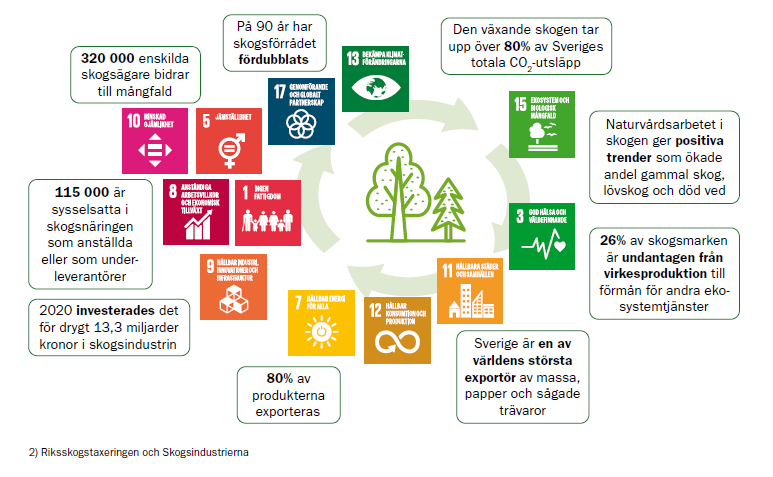 På 90 år har
skogsförrådet
fördubblats
Den växande skogen tar
upp över 80% av Sveriges
totala CO2-utsläpp
320 000 enskilda
skogsägare bidrar
till mångfald
13 BEKÄMPA KLIMAT-
FÖRÄNDRINGARNA
17 GENOMFÖRANDE
OCH GLOBALT
PARTNERSKAP
15 EKOSYSTEM OCH
BIOLOGISK
MÅNGFALD
10 MINSKAD
OJÄMLIKHET
5 JÄMSTÄLLDHET
Naturvårdsarbetet i
skogen ger positiva
trender som ökade
andel gammal skog,
lövskog och död ved
115 000 är
sysselsatta i
skogsnäringen
som anställda
eller som under-
leverantörer
8 ANSTÄNDIGA
ARBETSVILLKOR
OCH EKONOMISK
TILLVÄXT
1 INGEN
FATTIGDOM
3 GOD HÄLSA OCH
VÄLBEFINNANDE
26% av skogsmarken
är undantagen från
virkesproduktion till
förmån för andra eko-
systemtjänster
9 HÅLLBAR INDUSTRI,
INNOVATIONER OCH
INFRASTRUKTUR
11 HÅLLBARA STÄDER
OCH SAMHÄLLEN
7 HÅLLBAR ENERGI
FÖR ALLA
12 HÅLLBAR
KONSUMTION OCH
PRODUKTION
2020 investerades det
för drygt 13,3 miljarder
kronor i skogsindustrin
80% av
produkterna
exporteras
Sverige är en av
världens största
exportör av massa,
papper och sågade
trävaror
2) Riksskogstaxeringen och Skogsindustrierna